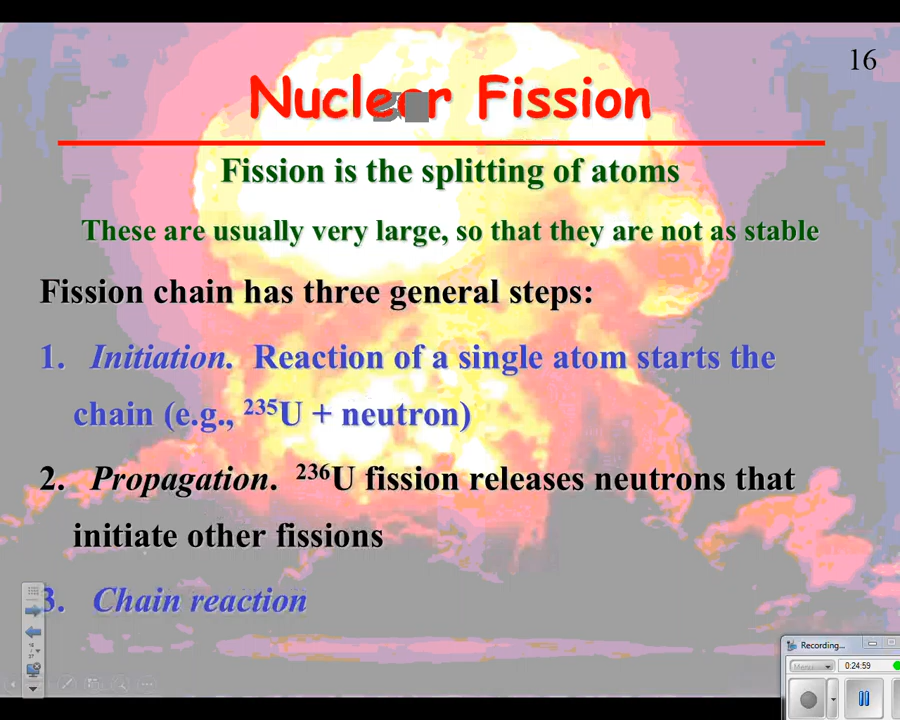 16
Nuclear Fission
Fission is the splitting of atoms
These are usually very large, so that they are not as stable
Fission chain has three general steps:
1. Initiation. Reaction of a single atom starts the
chain (e.g., ²³⁵U + neutron)
2. Propagation. ²³⁶U fission releases neutrons that
initiate other fissions
3. Chain reaction
Recording...
Menu
0:24:59